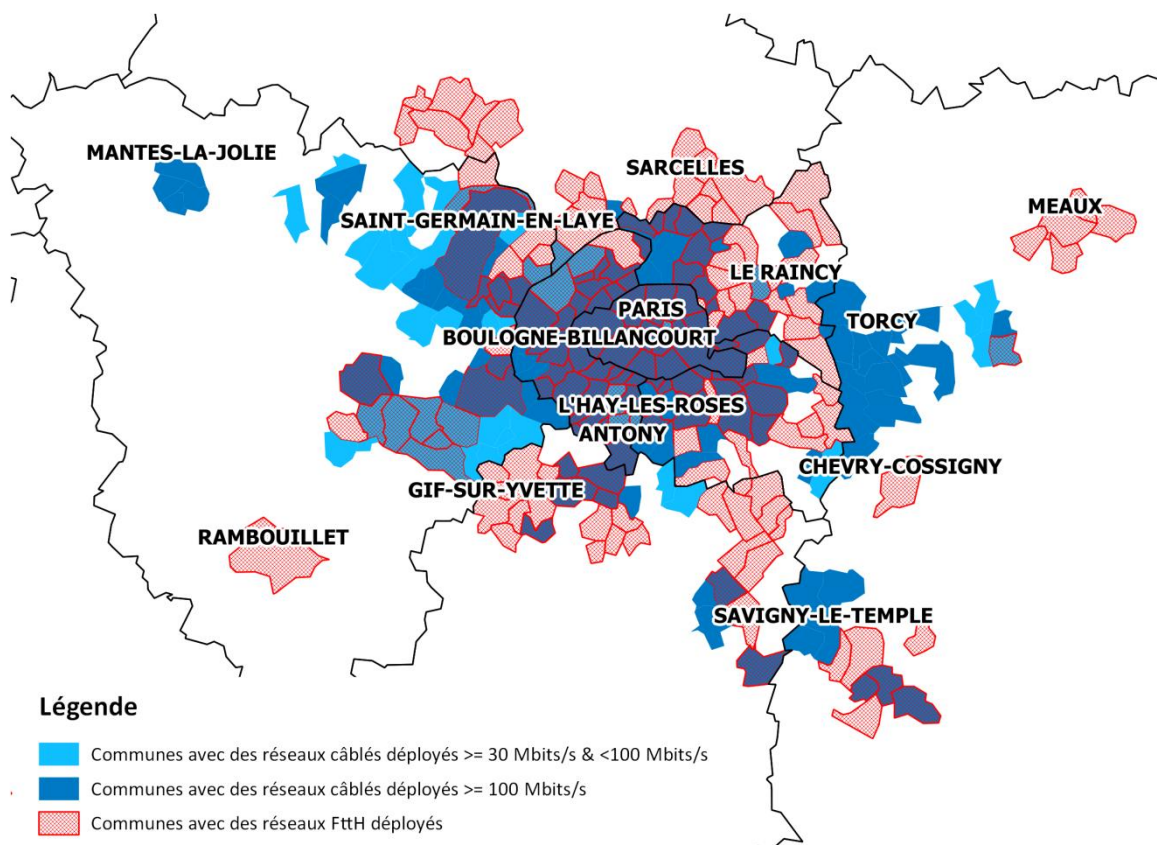 MANTES-LA-JOLIE
SARCELLES
MEAUX
SAINT-GERMAIN-EN-LAYE
LE RAINCY
PARIS
TORCY
BOULOGNE-BILLANCOURT
L'HAY-LES-ROSES
ANTONY
CHEVRY-COSSIGNY
GIF-SUR-YVETTE
RAMBOUILLET
SAVIGNY-LE-TEMPLE
Légende
Communes avec des réseaux câblés déployés >= 30 Mbits/s & <100 Mbits/s
Communes avec des réseaux câblés déployés >= 100 Mbits/s
Communes avec des réseaux FttH déployés